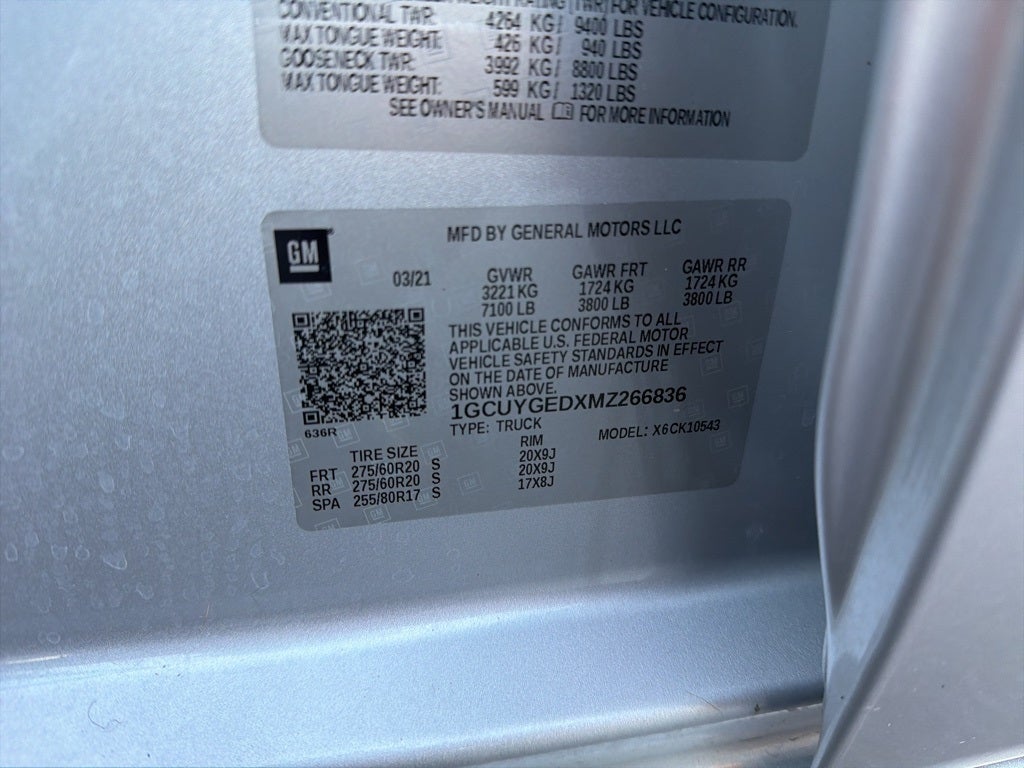 RATING (TWR) FOR VEHICLE CONFIGURATION.
CONVENTIONAL TWR: 4264 KG/ 9400 LBS
MAX TONGUE WEIGHT: 426 KG/ 940 LBS
GOOSENECK TWR: 3992 KG/ 8800 LBS
MAX TONGUE WEIGHT: 599 KG/ 1320 LBS
SEE OWNER'S MANUAL FOR MORE INFORMATION
GM®
MFD BY GENERAL MOTORS LLC
03/21 GVWR GAWR FRT GAWR RR
3221 KG 1724 KG 1724 KG
7100 LB 3800 LB 3800 LB
THIS VEHICLE CONFORMS TO ALL
APPLICABLE U.S. FEDERAL MOTOR
VEHICLE SAFETY STANDARDS IN EFFECT
ON THE DATE OF MANUFACTURE
SHOWN ABOVE.
1GCUYGEDXMZ266836
636R
TYPE: TRUCK MODEL: X6CK10543
TIRE SIZE RIM
FRT 275/60R20 S 20X9J
RR 275/60R20 S 20X9J
SPA 255/80R17 S 17X8J